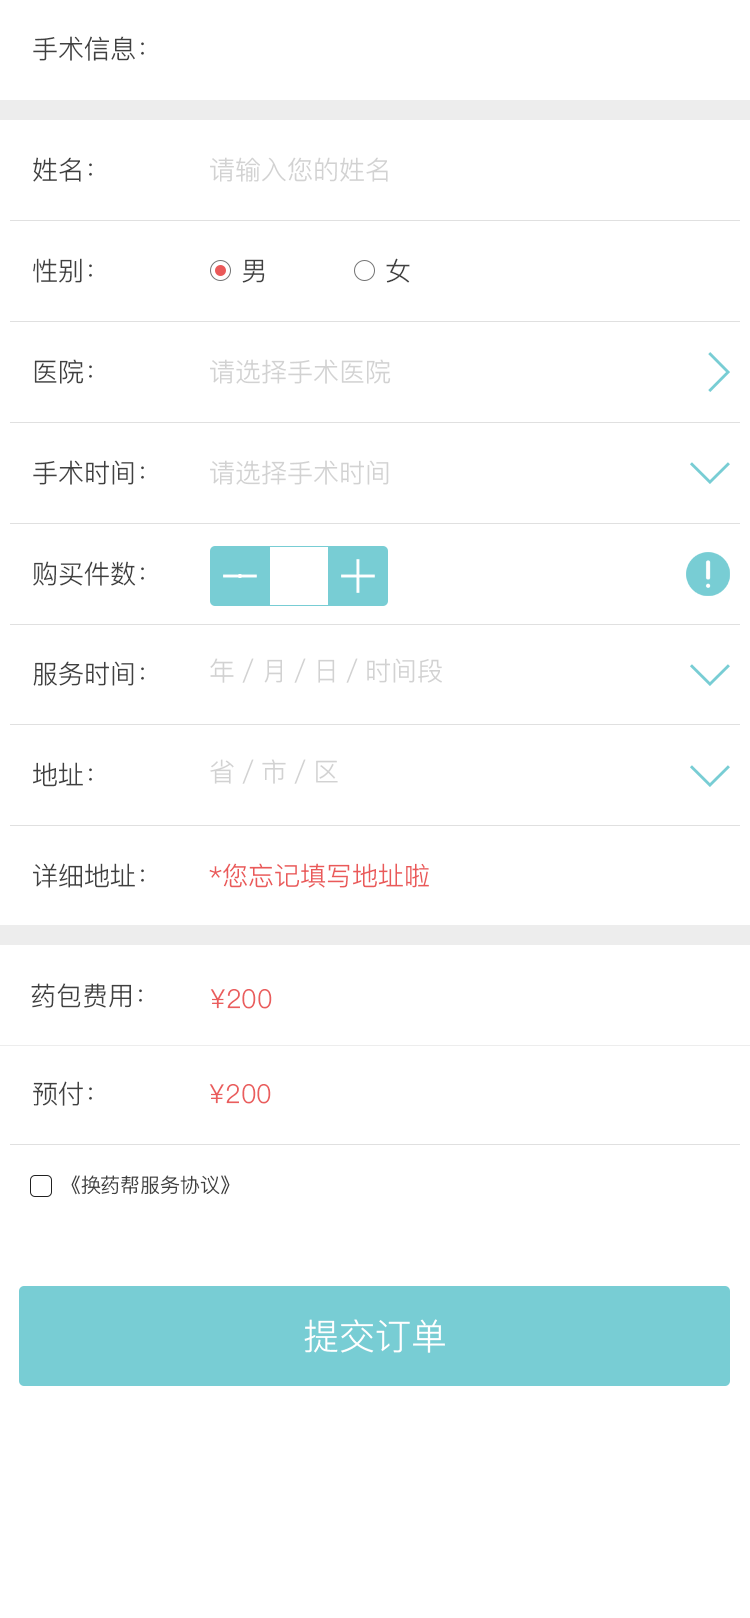 手术信息：
姓名： 请输入您的姓名
性别： 男 女
医院： 请选择手术医院
手术时间： 请选择手术时间
购买件数：
服务时间： 年 / 月 / 日 / 时间段
地址： 省 / 市 / 区
详细地址： *您忘记填写地址啦
药包费用： ¥200
预付： ¥200
《换药帮服务协议》
提交订单